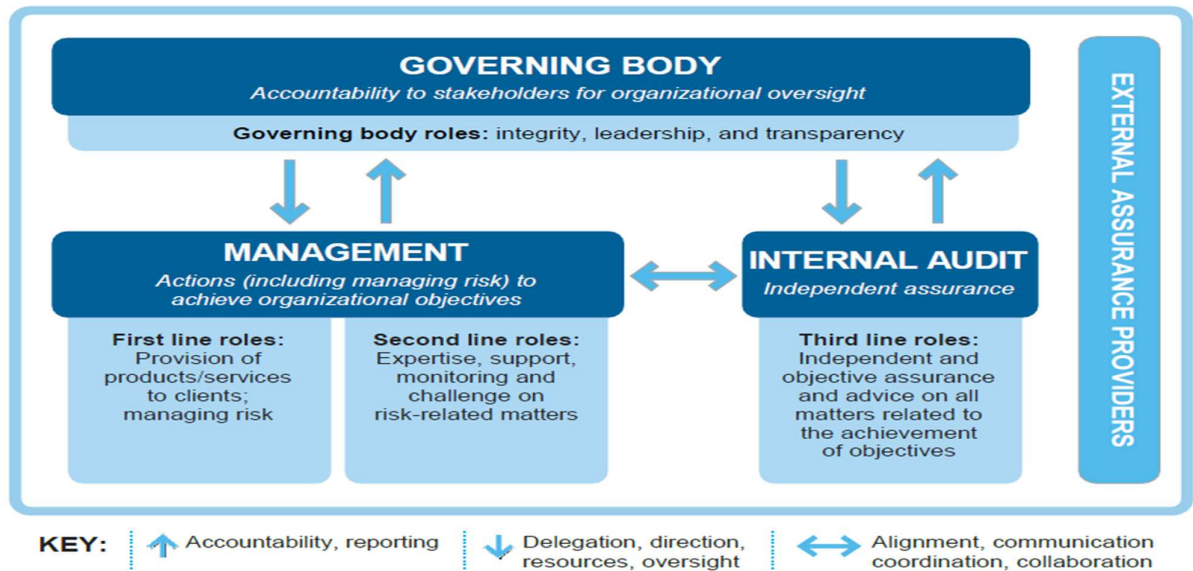 GOVERNING BODY
Accountability to stakeholders for organizational oversight
Governing body roles: integrity, leadership, and transparency
MANAGEMENT
Actions (including managing risk) to
achieve organizational objectives
First line roles:
Provision of
products/services
to clients;
managing risk
Second line roles:
Expertise, support,
monitoring and
challenge on
risk-related matters
INTERNAL AUDIT
Independent assurance
Third line roles:
Independent and
objective assurance
and advice on all
matters related to
the achievement
of objectives
EXTERNAL ASSURANCE PROVIDERS
KEY:
Accountability, reporting
Delegation, direction,
resources, oversight
Alignment, communication
coordination, collaboration